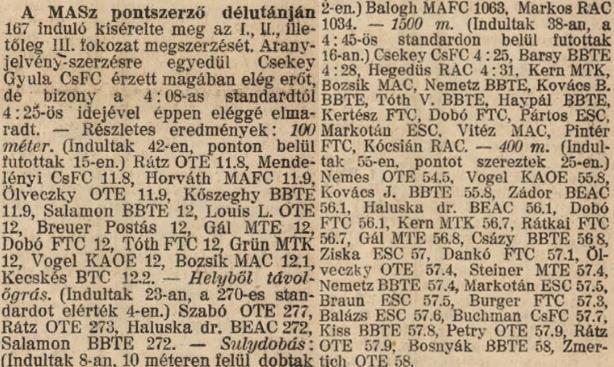 A MASz pontszerző délutánján
167 induló kisérelte meg az I., II., ille-
tőleg III. fokozat megszerzését. Arany-
jelvény-szerzésre egyedül Csekey
Gyula CsFC érzett magában elég erőt,
de bizony a 4:08-as standardtól
4:25-ös idejével éppen eléggé elma-
radt. — Részletes eredmények: 100
méter. (Indultak 42-en, ponton belül
futottak 15-en.) Rátz OTE 11.8, Mende-
lényi CsFC 11.8, Horváth MAFC 11.9,
Ölveczky OTE 11.9, Kőszeghy BBTE
11.9, Salamon BBTE 12, Louis L. OTE
12, Breuer Postás 12, Gál MTE 12,
Dobó FTC 12, Tóth FTC 12, Grün MTK
12, Vogel KAOE 12, Bozsik MAC 12.1,
Kecskés BTC 12.2. — Helyből távol-
ögrás. (Indultak 23-an, a 270-es stan-
dardot elérték 4-en.) Szabó OTE 277,
Rátz OTE 273, Haluska dr. BEAC 272,
Salamon BBTE 272. — Sulydobás:
(Indultak 8-an, 10 méteren felül dobtak
2-en.) Balogh MAFC 1063, Markos RAC
1034. — 1500 m. (Indultak 38-an, a
4:45-ös standardon belül futottak
16-an.) Csekey CsFC 4:25, Barsy BBTE
4:28, Hegedüs RAC 4:31, Kern MTK,
Bozsik MAC, Nemetz BBTE, Kovács B.
BBTE, Tóth V. BBTE, Haypál BBTE,
Kertész FTC, Dobó FTC, Pártos ESC,
Markotán ESC, Vitéz MAC, Pintér
FTC, Kócsián RAC. — 400 m. (Indul-
tak 55-en, pontot szereztek 25-en.)
Nemes OTE 54.5, Vogel KAOE 55.8,
Kovács J. BBTE 55.8, Zádor BEAC
56.1, Haluska dr. BEAC 56.1, Dobó
FTC 56.1, Kern MTK 56.7, Rátkai FTC
56.7, Gál MTE 56.8, Csázy BBTE 56 8,
Ziska ESC 57, Dankó FTC 57.1, Öl-
veczky OTE 57.4, Steiner MTE 57.4,
Nemetz BBTE 57.4, Markotán ESC 57.5,
Braun ESC 57.5, Burger FTC 57.3,
Balázs ESC 57.6, Buchman CsFC 57.7,
Kiss BBTE 57.8, Petry OTE 57.9, Rátz
OTE 57.9, Bosnyák BBTE 58, Zmer-
tich OTE 58.